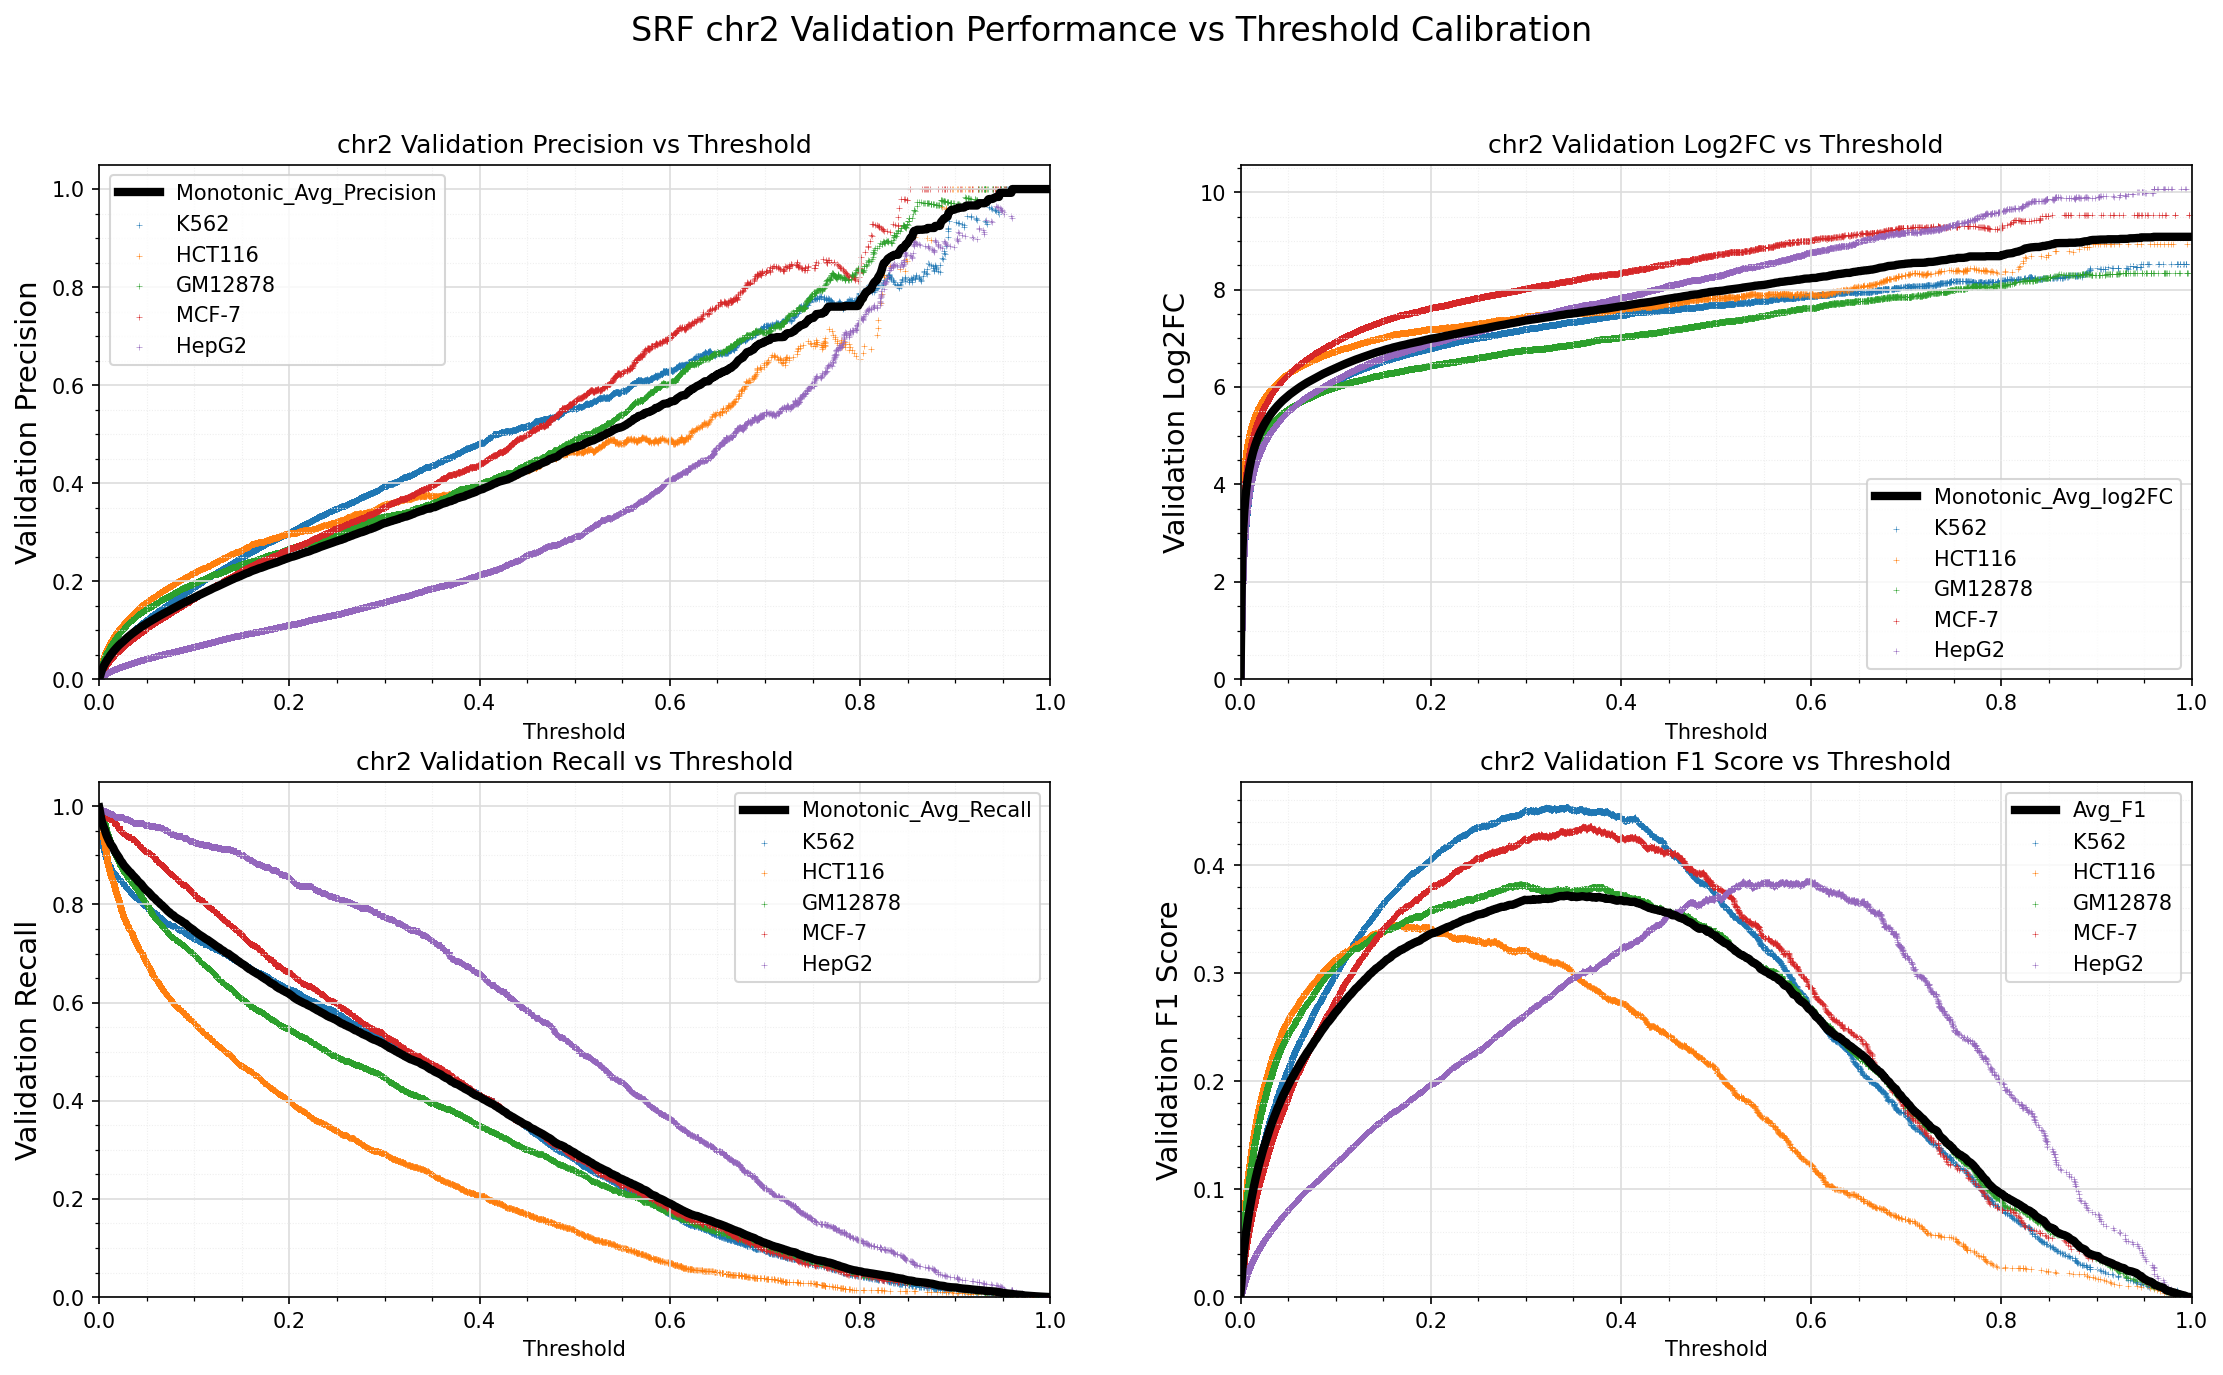 SRF chr2 Validation Performance vs Threshold Calibration
chr2 Validation Precision vs Threshold
Validation Precision
1.0
0.8
0.6
0.4
0.2
0.0
Monotonic_Avg_Precision
K562
HCT116
GM12878
MCF-7
HepG2
0.0 0.2 0.4 0.6 0.8 1.0
Threshold
chr2 Validation Log2FC vs Threshold
Validation Log2FC
10
8
6
4
2
0
Monotonic_Avg_log2FC
K562
HCT116
GM12878
MCF-7
HepG2
0.0 0.2 0.4 0.6 0.8 1.0
Threshold
chr2 Validation Recall vs Threshold
Validation Recall
1.0
0.8
0.6
0.4
0.2
0.0
Monotonic_Avg_Recall
K562
HCT116
GM12878
MCF-7
HepG2
0.0 0.2 0.4 0.6 0.8 1.0
Threshold
chr2 Validation F1 Score vs Threshold
Validation F1 Score
0.4
0.3
0.2
0.1
0.0
Avg_F1
K562
HCT116
GM12878
MCF-7
HepG2
0.0 0.2 0.4 0.6 0.8 1.0
Threshold